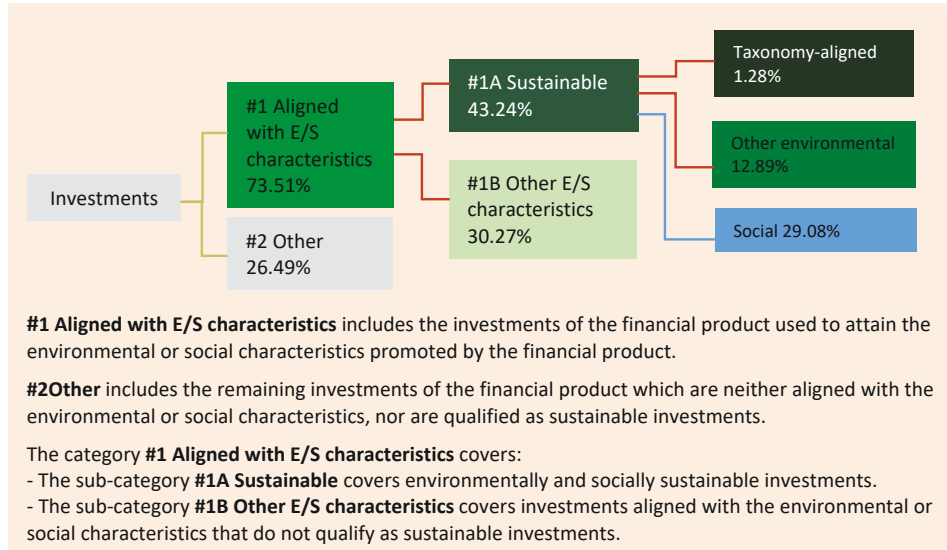 Investments
#1 Aligned
with E/S
characteristics
73.51%
#2 Other
26.49%
#1A Sustainable
43.24%
#1B Other E/S
characteristics
30.27%
Taxonomy-aligned
1.28%
Other environmental
12.89%
Social 29.08%
#1 Aligned with E/S characteristics includes the investments of the financial product used to attain the
environmental or social characteristics promoted by the financial product.
#2Other includes the remaining investments of the financial product which are neither aligned with the
environmental or social characteristics, nor are qualified as sustainable investments.
The category #1 Aligned with E/S characteristics covers:
- The sub-category #1A Sustainable covers environmentally and socially sustainable investments.
- The sub-category #1B Other E/S characteristics covers investments aligned with the environmental or
social characteristics that do not qualify as sustainable investments.